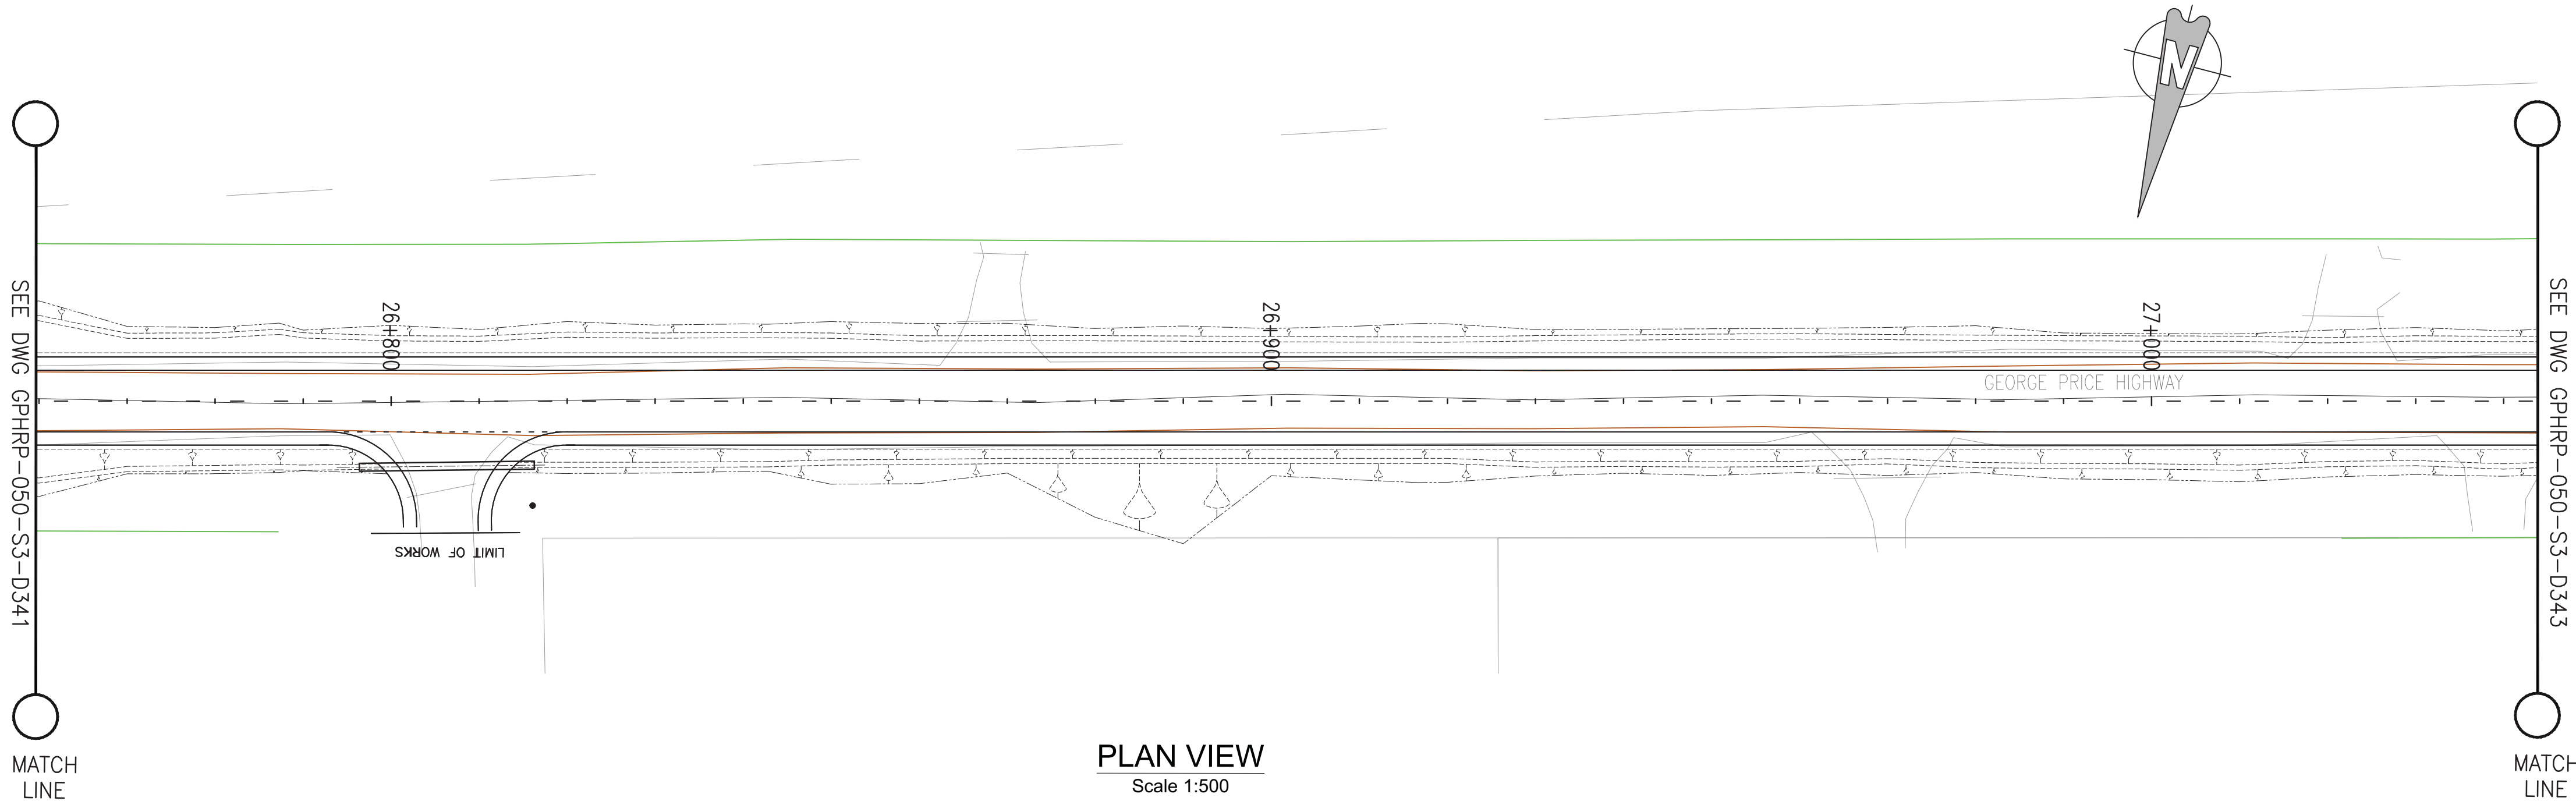 N
SEE DWG GPHRP-050-S3-D341
26+800
26+900
27+000
GEORGE PRICE HIGHWAY
SEE DWG GPHRP-050-S3-D343
LIMIT OF WORKS
PLAN VIEW
Scale 1:500
MATCH
LINE
MATCH
LINE